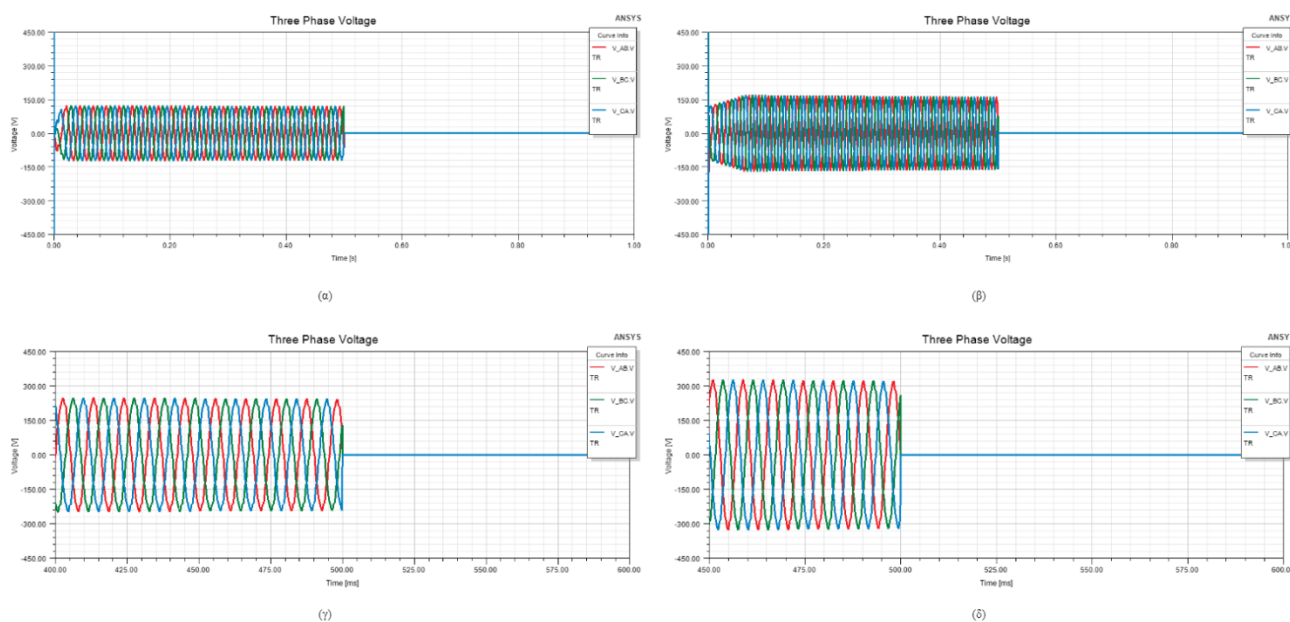 Three Phase Voltage
ANSYS
Curve Info
V_AB.V
TR
V_BC.V
TR
V_CA.V
TR
450.00
300.00
150.00
0.00
-150.00
-300.00
-450.00
Voltage [V]
0.00 0.20 0.40 0.60 0.80 1.00
Time [s]
(α)
Three Phase Voltage
ANSYS
Curve Info
V_AB.V
TR
V_BC.V
TR
V_CA.V
TR
450.00
300.00
150.00
0.00
-150.00
-300.00
-450.00
Voltage [V]
0.00 0.20 0.40 0.60 0.80 1.0
Time [s]
(β)
Three Phase Voltage
ANSYS
Curve Info
V_AB.V
TR
V_BC.V
TR
V_CA.V
TR
450.00
300.00
150.00
0.00
-150.00
-300.00
-450.00
Voltage [V]
400.00 425.00 450.00 475.00 500.00 525.00 550.00 575.00 600.00
Time [ms]
(γ)
Three Phase Voltage
ANSYS
Curve Info
V_AB.V
TR
V_BC.V
TR
V_CA.V
TR
450.00
300.00
150.00
0.00
-150.00
-300.00
-450.00
Voltage [V]
450.00 475.00 500.00 525.00 550.00 575.00 600.00
Time [ms]
(δ)